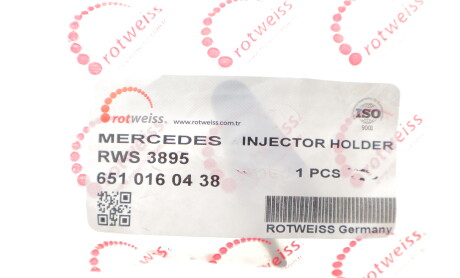 rotweiss
rotweiss
rotweiss
rotweiss. www.rotweiss.com.tr
ISO
MERCEDES INJECTOR HOLDER
RWS 3895
651 016 04 38
1 PCS
ROTWEISS Germany
rotweiss
rotweiss
rotweiss